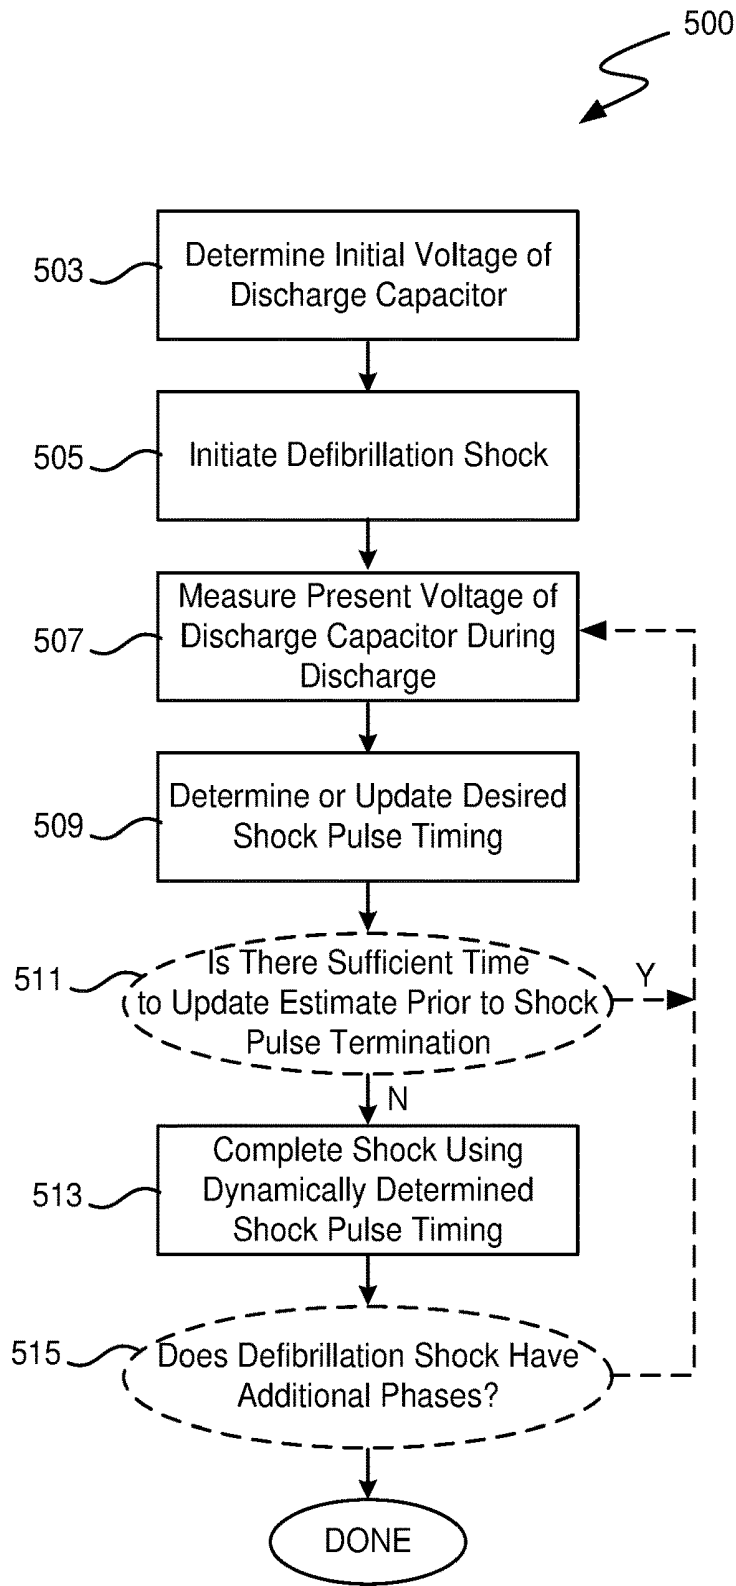 500
503
Determine Initial Voltage of
Discharge Capacitor
505
Initiate Defibrillation Shock
507
Measure Present Voltage of
Discharge Capacitor During
Discharge
509
Determine or Update Desired
Shock Pulse Timing
511
Is There Sufficient Time
to Update Estimate Prior to Shock
Pulse Termination
Y
N
513
Complete Shock Using
Dynamically Determined
Shock Pulse Timing
515
Does Defibrillation Shock Have
Additional Phases?
DONE